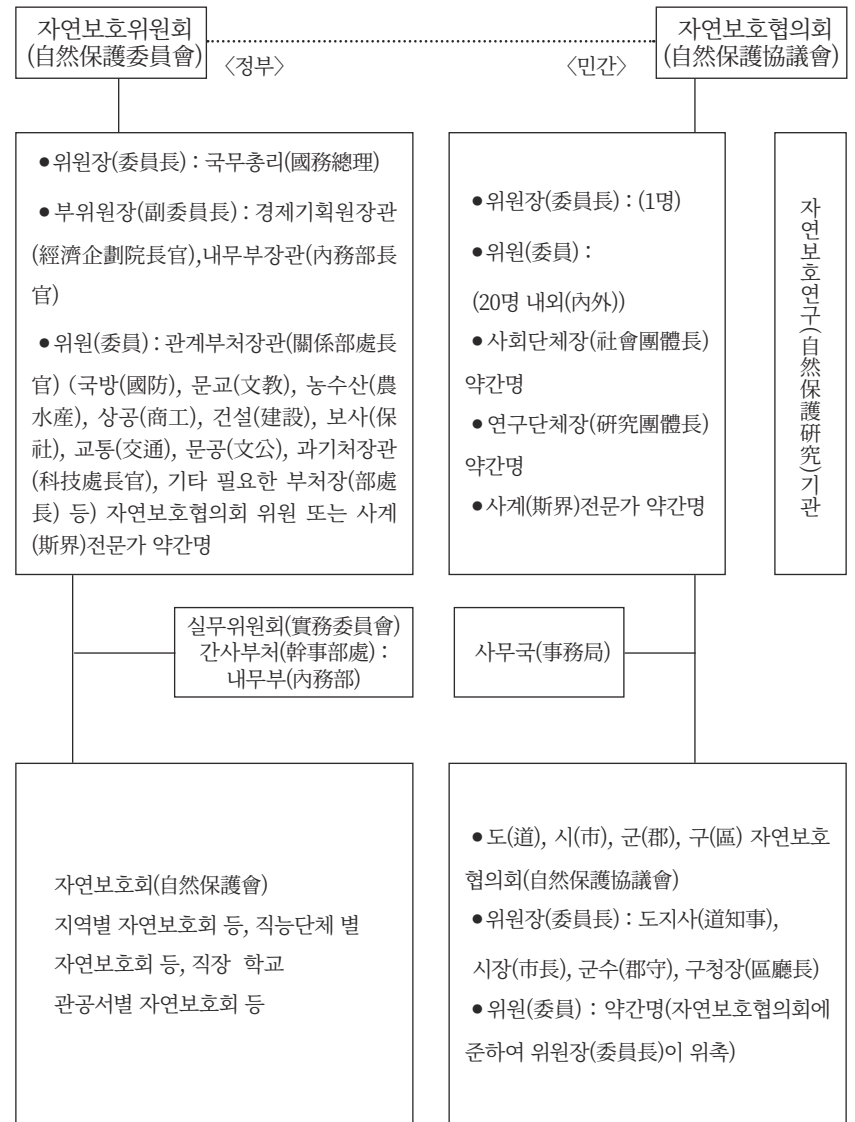 자연보호위원회
(自然保護委員會)
〈정부〉
〈민간〉
자연보호협의회
(自然保護協議會)
●위원장(委員長) : 국무총리(國務總理)
●부위원장(副委員長) : 경제기획원장관
(經濟企劃院長官),내무부장관(內務部長
官)
●위원(委員) : 관계부처장관(關係部處長
官) (국방(國防), 문교(文敎), 농수산(農
水産), 상공(商工), 건설(建設), 보사(保
社), 교통(交通), 문공(文公), 과기처장관
(科技處長官), 기타 필요한 부처장(部處
長) 등) 자연보호협의회 위원 또는 사계
(斯界)전문가 약간명
●위원장(委員長) : (1명)
●위원(委員) :
(20명 내외(內外))
●사회단체장(社會團體長)
약간명
●연구단체장(硏究團體長)
약간명
●사계(斯界)전문가 약간명
자연보호연구(自然保護硏究)기관
실무위원회(實務委員會)
간사부처(幹事部處) :
내무부(內務部)
사무국(事務局)
자연보호회(自然保護會)
지역별 자연보호회 등, 직능단체 별
자연보호회 등, 직장 학교
관공서별 자연보호회 등
●도(道), 시(市), 군(郡), 구(區) 자연보호
협의회(自然保護協議會)
●위원장(委員長) : 도지사(道知事),
시장(市長), 군수(郡守), 구청장(區廳長)
●위원(委員) : 약간명(자연보호협의회에
준하여 위원장(委員長)이 위촉)